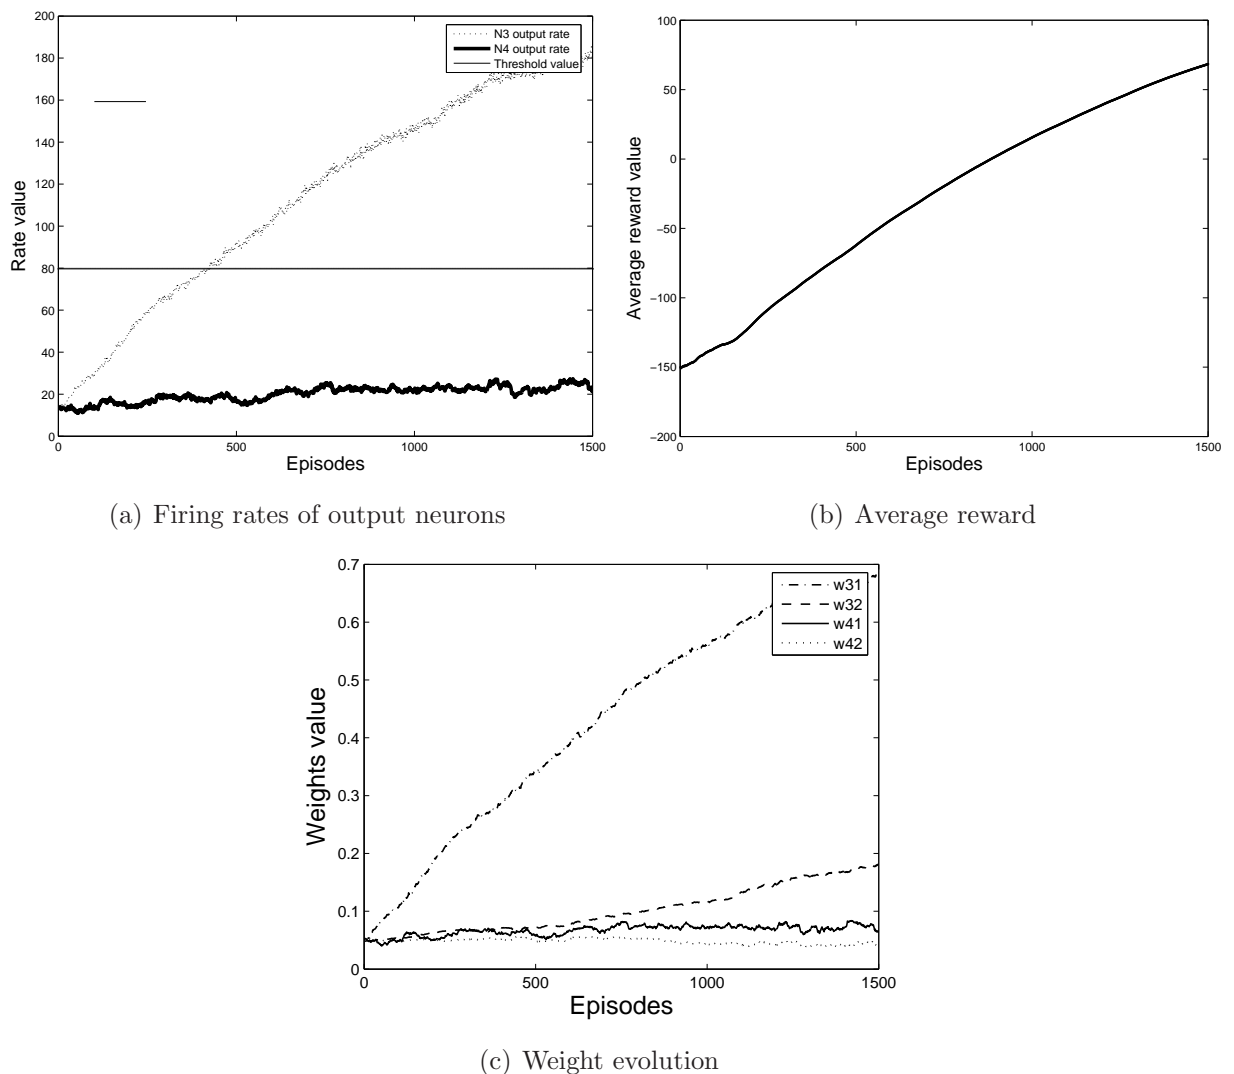 200
180
160
140
120
100
80
60
40
20
0
Rate value
N3 output rate
N4 output rate
Threshold value
0 500 1000 1500
Episodes
(a) Firing rates of output neurons
100
50
0
−50
−100
−150
−200
Average reward value
0 500 1000 1500
Episodes
(b) Average reward
0.7
0.6
0.5
0.4
0.3
0.2
0.1
0
Weights value
w31
w32
w41
w42
0 500 1000 1500
Episodes
(c) Weight evolution